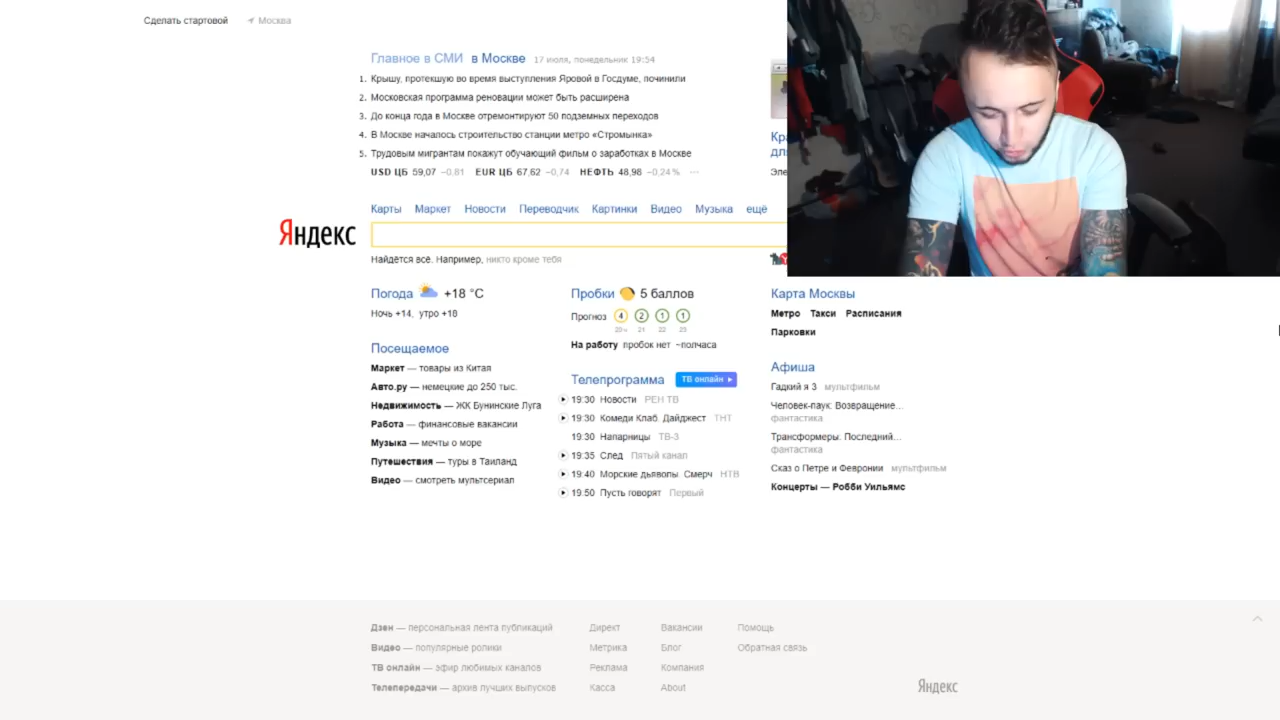 Сделать стартовой Москва
Главное в СМИ в Москве 17 июля, понедельник 19:54
1. Крышу, протекшую во время выступления Яровой в Госдуме, починили
2. Московская программа реновации может быть расширена
3. До конца года в Москве отремонтируют 50 подземных переходов
4. В Москве началось строительство станции метро «Стромынка»
5. Трудовым мигрантам покажут обучающий фильм о заработках в Москве
USD ЦБ 59,07 −0,81 EUR ЦБ 67,62 −0,74 НЕФТЬ 48,98 −0,24% ···
Карты Маркет Новости Переводчик Картинки Видео Музыка ещё
Яндекс
Найдётся всё. Например, никто кроме тебя
Погода +18 °C
Ночь +14, утро +18
Посещаемое
Маркет — товары из Китая
Авто.ру — немецкие до 250 тыс.
Недвижимость — ЖК Бунинские Луга
Работа — финансовые вакансии
Музыка — мечты о море
Путешествия — туры в Таиланд
Видео — смотреть мультсериал
Пробки 5 баллов
Прогноз 4 2 1 1
20 ч 21 22 23
На работу пробок нет ~полчаса
Телепрограмма ТВ онлайн
19:30 Новости РЕН ТВ
19:30 Комеди Клаб. Дайджест ТНТ
19:30 Напарницы ТВ-3
19:35 След Пятый канал
19:40 Морские дьяволы. Смерч НТВ
19:50 Пусть говорят Первый
Карта Москвы
Метро Такси Расписания
Парковки
Афиша
Гадкий я 3 мультфильм
Человек-паук: Возвращение...
фантастика
Трансформеры: Последний...
фантастика
Сказ о Петре и Февронии мультфильм
Концерты — Робби Уильямс
Дзен — персональная лента публикаций
Видео — популярные ролики
ТВ онлайн — эфир любимых каналов
Телепередачи — архив лучших выпусков
Директ
Метрика
Реклама
Касса
Вакансии
Блог
Компания
About
Помощь
Обратная связь
Яндекс